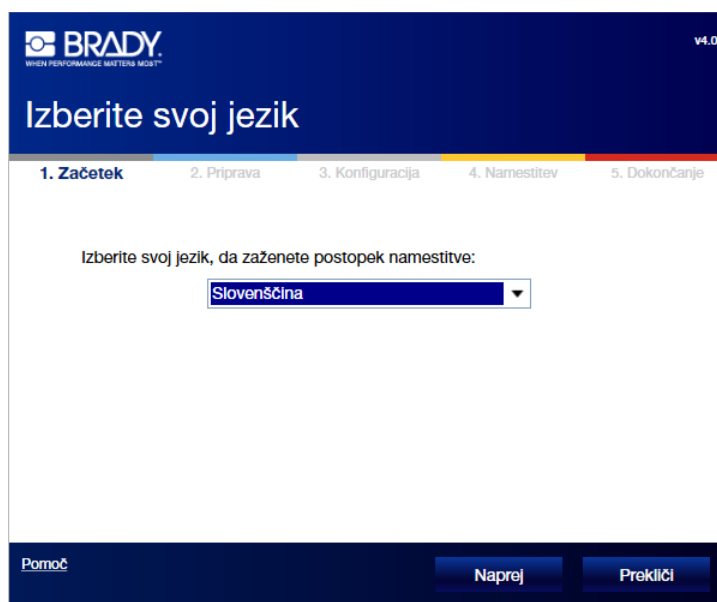 BRADY.
WHEN PERFORMANCE MATTERS MOST™
v4.0
Izberite svoj jezik
1. Začetek
2. Priprava
3. Konfiguracija
4. Namestitev
5. Dokončanje
Izberite svoj jezik, da zaženete postopek namestitve:
Slovenščina
Pomoč
Naprej
Prekliči